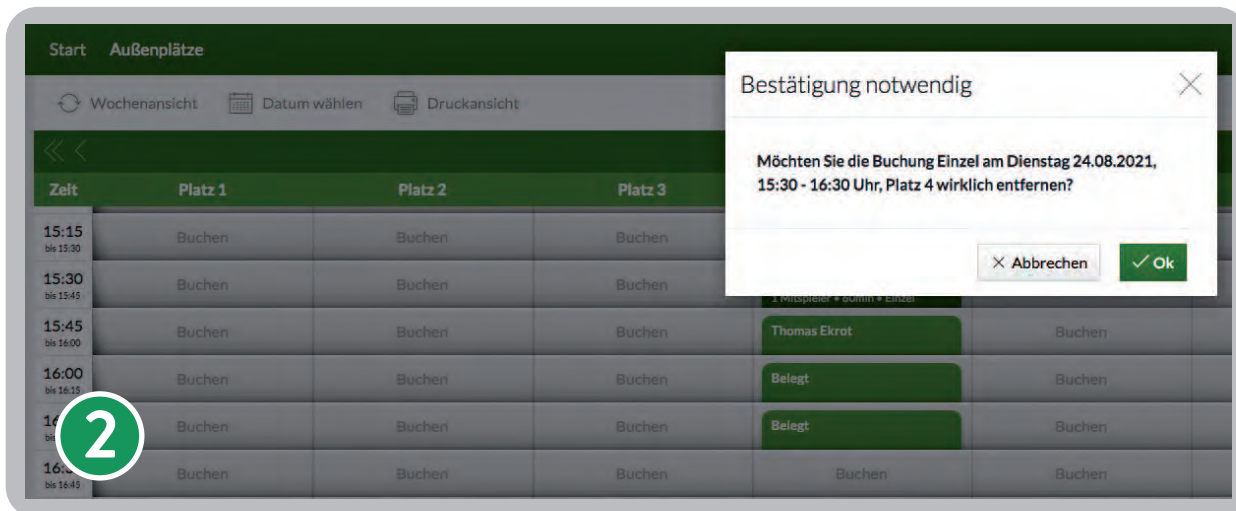 Start Außenplätze
Wochenansicht Datum wählen Druckansicht
Bestätigung notwendig
Möchten Sie die Buchung Einzel am Dienstag 24.08.2021,
15:30 - 16:30 Uhr, Platz 4 wirklich entfernen?
Abbrechen Ok
Zeit Platz 1 Platz 2 Platz 3
15:15 Buchen Buchen Buchen
bis 15:30
15:30 Buchen Buchen Buchen
bis 15:45
1 Mitspieler • 60min • Einzel
15:45 Buchen Buchen Buchen Thomas Ekrot Buchen
bis 16:00
16:00 Buchen Buchen Buchen Belegt Buchen
bis 16:15
Buchen Buchen Buchen Belegt Buchen
2
Buchen Buchen Buchen Buchen Buchen
bis 16:45